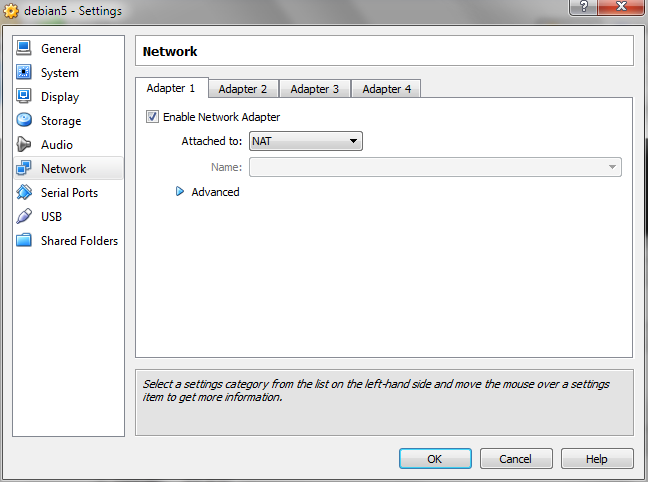 debian5 - Settings
General
System
Display
Storage
Audio
Network
Serial Ports
USB
Shared Folders
Network
Adapter 1 Adapter 2 Adapter 3 Adapter 4
Enable Network Adapter
Attached to: NAT
Name:
Advanced
Select a settings category from the list on the left-hand side and move the mouse over a settings
item to get more information.
OK Cancel Help